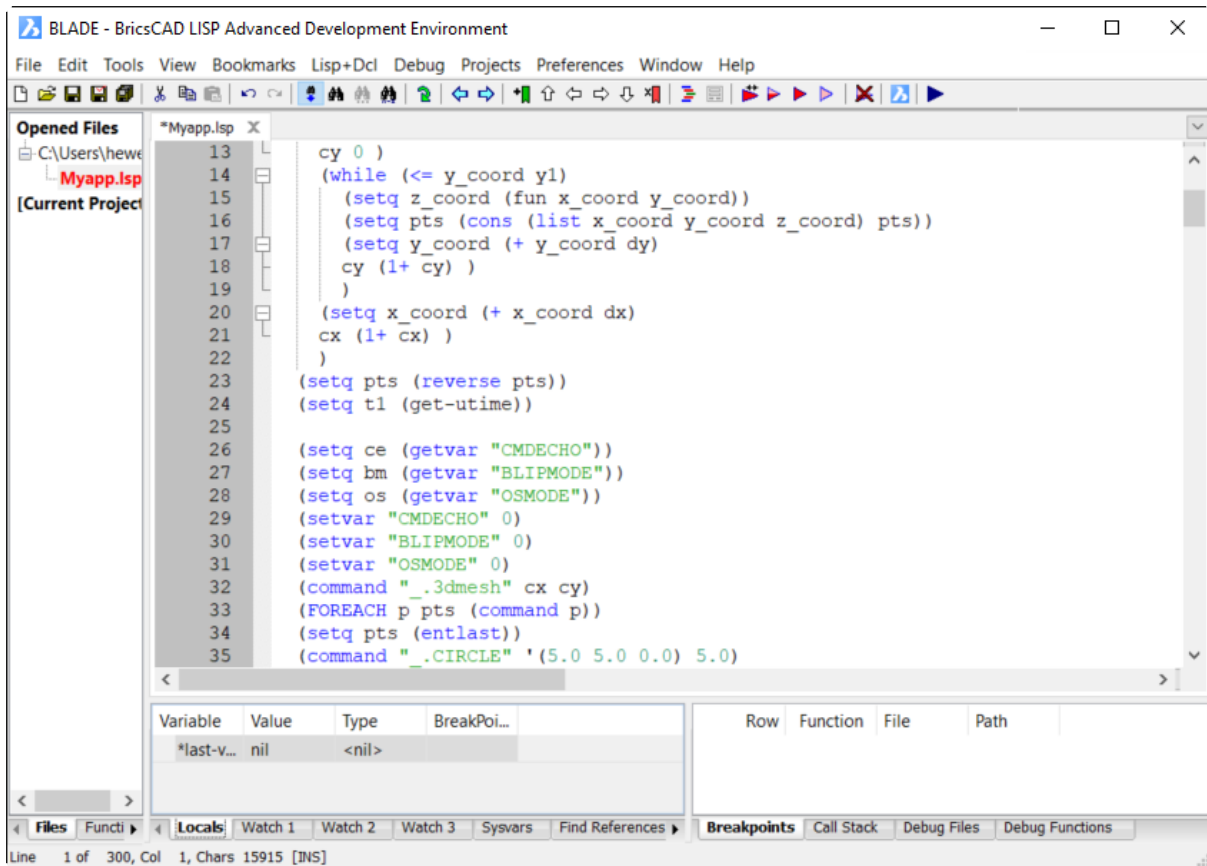 BLADE - BricsCAD LISP Advanced Development Environment
File Edit Tools View Bookmarks Lisp+Dcl Debug Projects Preferences Window Help
Opened Files
C:\Users\hewe
Myapp.lsp
[Current Project
*Myapp.lsp X
13 cy 0 )
14 (while (<= y_coord y1)
15 (setq z_coord (fun x_coord y_coord))
16 (setq pts (cons (list x_coord y_coord z_coord) pts))
17 (setq y_coord (+ y_coord dy)
18 cy (1+ cy) )
19 )
20 (setq x_coord (+ x_coord dx)
21 cx (1+ cx) )
22 )
23 (setq pts (reverse pts))
24 (setq t1 (get-utime))
25
26 (setq ce (getvar "CMDECHO"))
27 (setq bm (getvar "BLIPMODE"))
28 (setq os (getvar "OSMODE"))
29 (setvar "CMDECHO" 0)
30 (setvar "BLIPMODE" 0)
31 (setvar "OSMODE" 0)
32 (command "_.3dmesh" cx cy)
33 (FOREACH p pts (command p))
34 (setq pts (entlast))
35 (command "_.CIRCLE" '(5.0 5.0 0.0) 5.0)
Variable Value Type BreakPoi...
*last-v... nil <nil>
Row Function File Path
Files Functi
Locals Watch 1 Watch 2 Watch 3 Sysvars Find References
Breakpoints Call Stack Debug Files Debug Functions
Line 1 of 300, Col 1, Chars 15915 [INS]